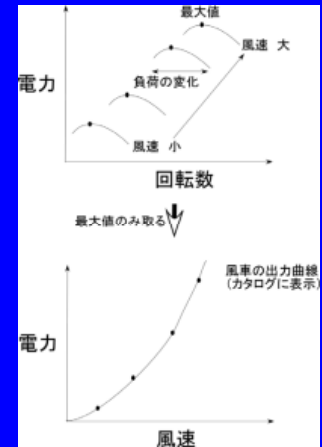 最大値
風速 大
電力
負荷の変化
風速 小
回転数
最大値のみ取る
風車の出力曲線
(カタログに表示)
電力
風速